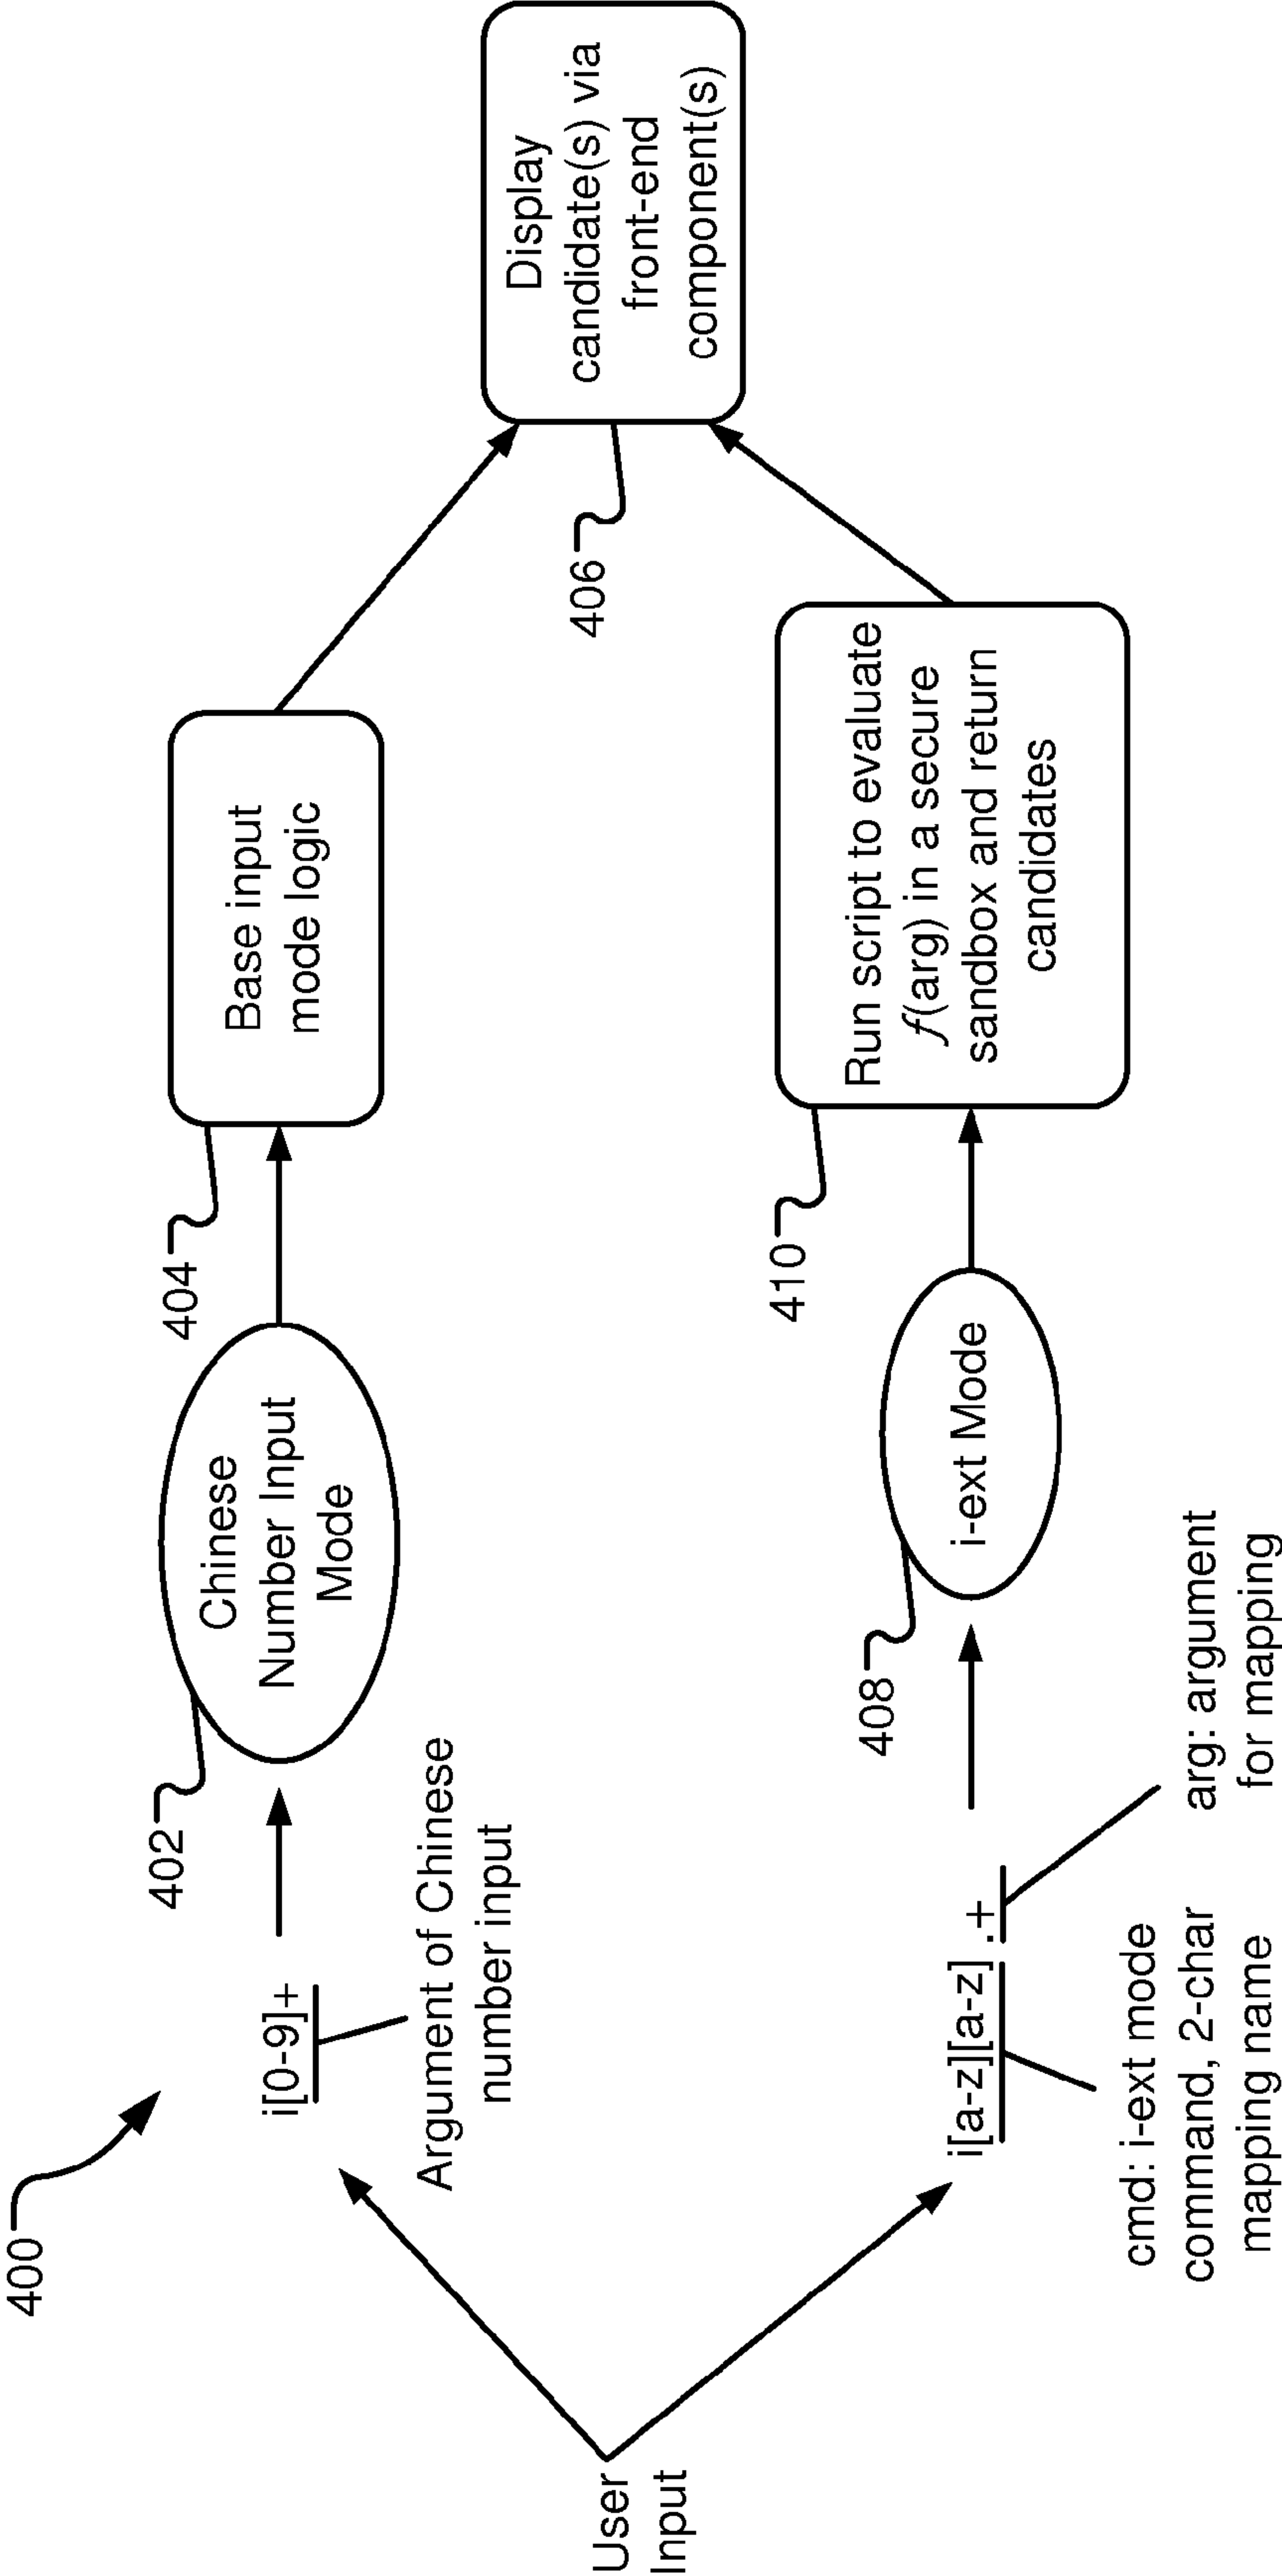 400
User
Input
i[0-9]+
Argument of Chinese
number input
402
Chinese
Number Input
Mode
404
Base input
mode logic
i[a-z][a-z].+
cmd: i-ext mode
command, 2-char
mapping name
arg: argument
for mapping
408
i-ext Mode
410
Run script to evaluate
f(arg) in a secure
sandbox and return
candidates
406
Display
candidate(s) via
front-end
component(s)